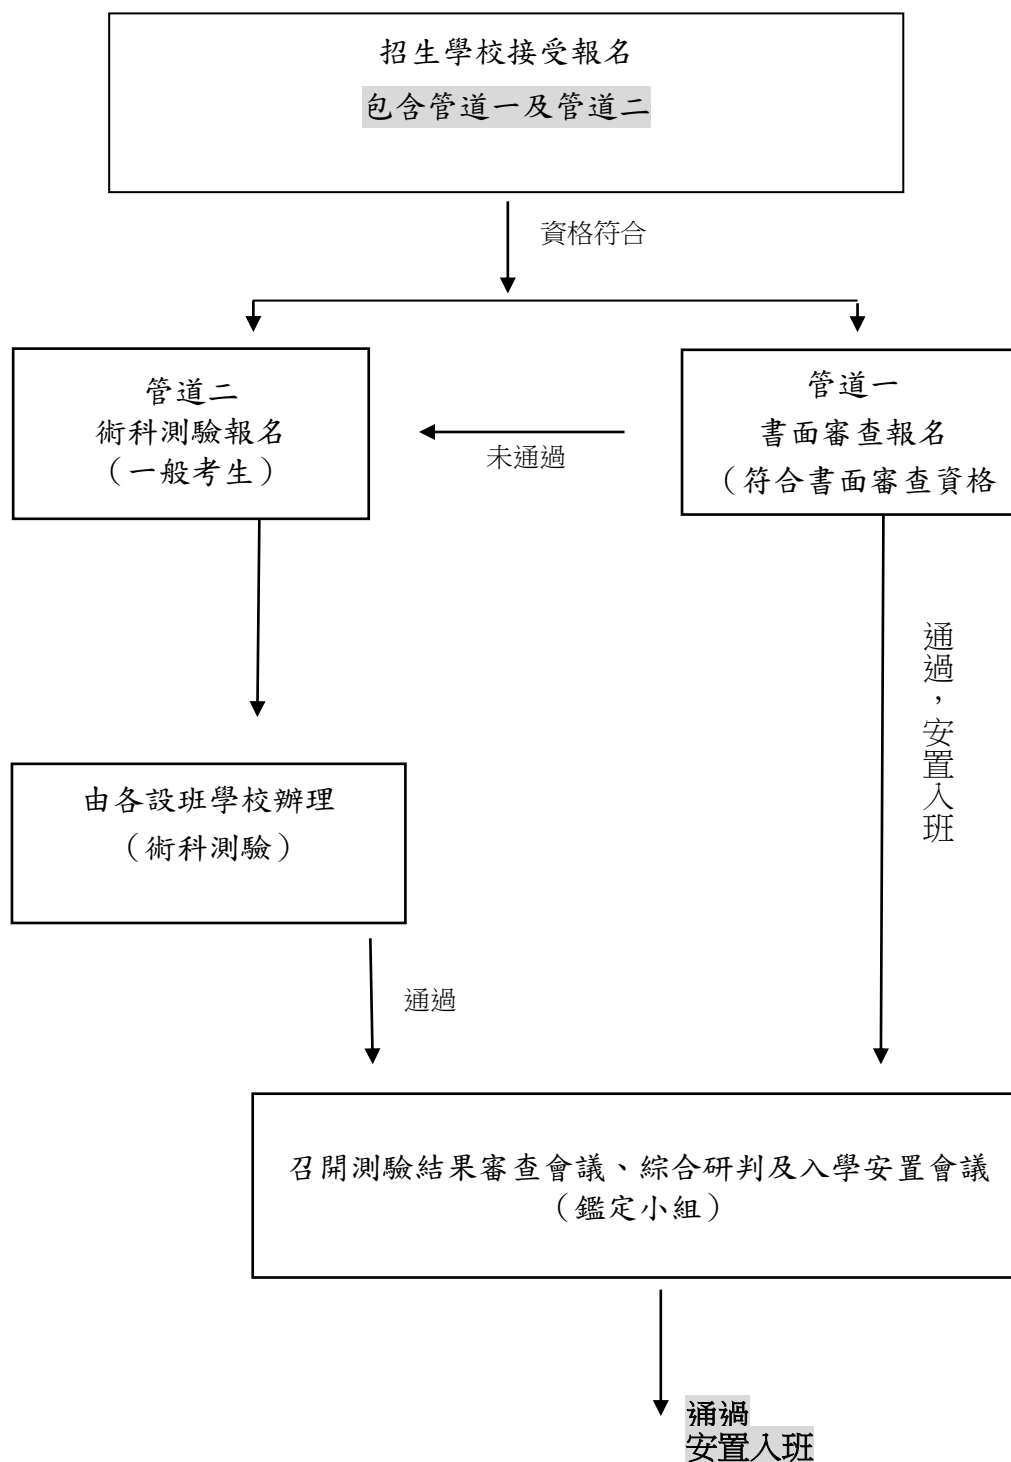 招生學校接受報名
包含管道一及管道二
資格符合
管道二
術科測驗報名
（一般考生）
未通過
管道一
書面審查報名
（符合書面審查資格
通過，安置入班
由各設班學校辦理
（術科測驗）
通過
召開測驗結果審查會議、綜合研判及入學安置會議
（鑑定小組）
通過
安置入班